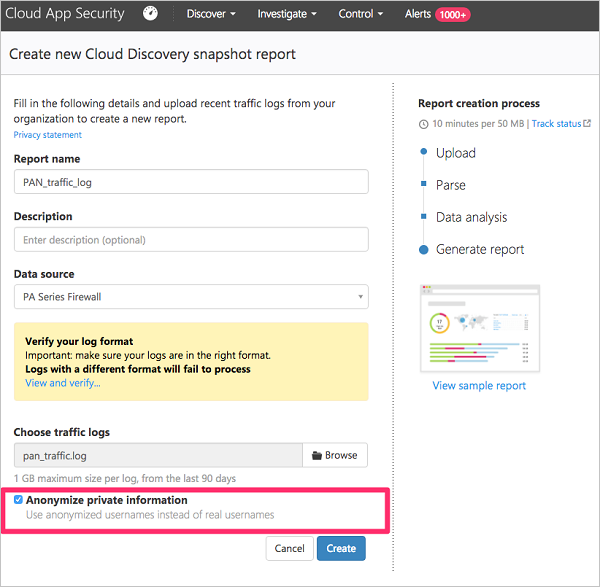 Cloud App Security Discover Investigate Control Alerts 1000+
Create new Cloud Discovery snapshot report
Fill in the following details and upload recent traffic logs from your
organization to create a new report.
Privacy statement
Report name
PAN_traffic_log
Description
Enter description (optional)
Data source
PA Series Firewall
Verify your log format
Important: make sure your logs are in the right format.
Logs with a different format will fail to process
View and verify...
Choose traffic logs
pan_traffic.log Browse
1 GB maximum size per log, from the last 90 days
Anonymize private information
Use anonymized usernames instead of real usernames
Cancel Create
Report creation process
10 minutes per 50 MB | Track status
Upload
Parse
Data analysis
Generate report
17
View sample report